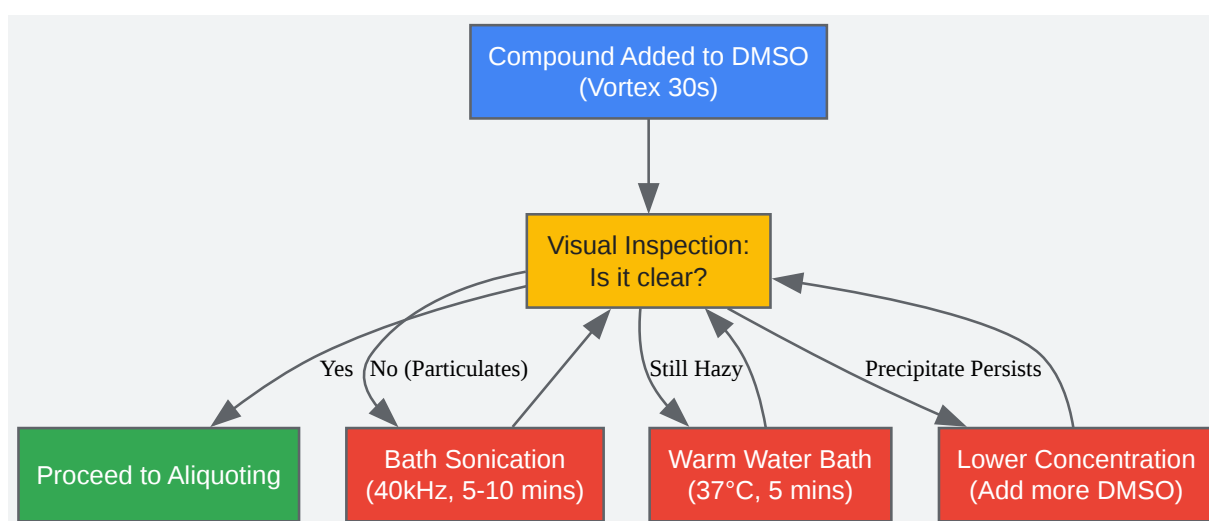 Compound Added to DMSO
(Vortex 30s)
Visual Inspection:
Is it clear?
Yes
No (Particulates)
Still Hazy
Precipitate Persists
Proceed to Aliquoting
Bath Sonication
(40kHz, 5-10 mins)
Warm Water Bath
(37°C, 5 mins)
Lower Concentration
(Add more DMSO)